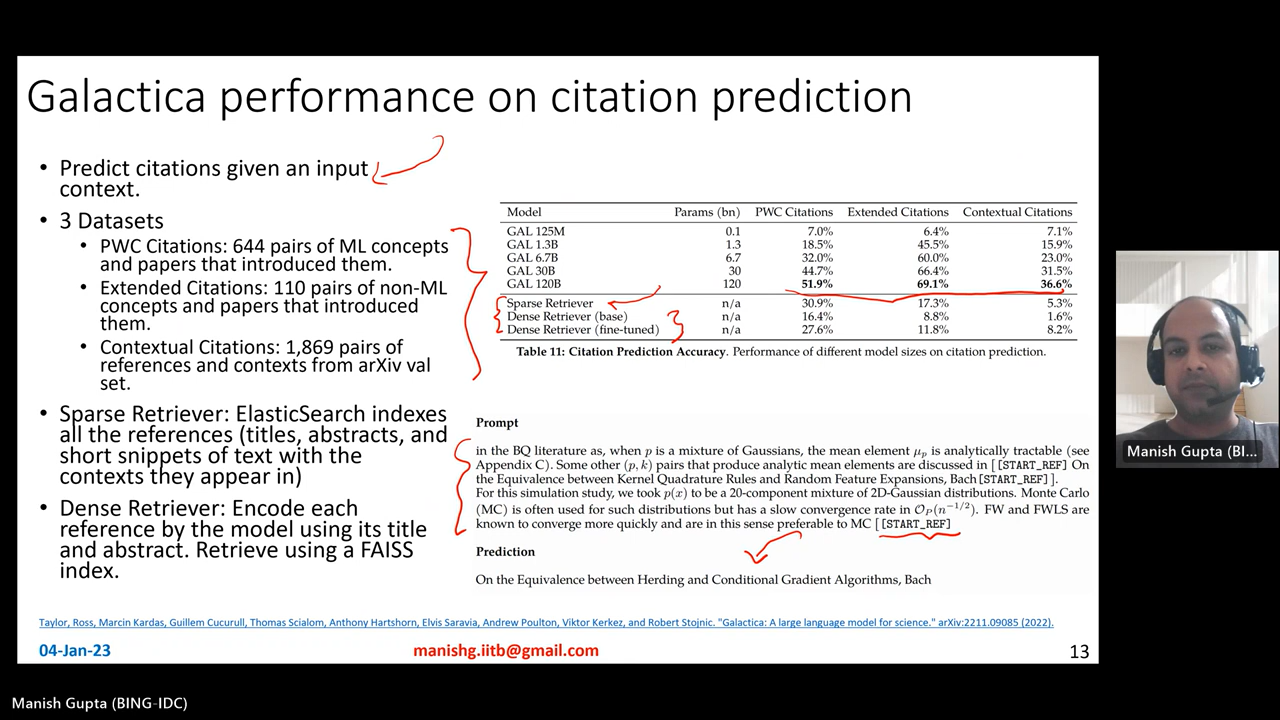 Galactica performance on citation prediction
• Predict citations given an input
context.
• 3 Datasets
• PWC Citations: 644 pairs of ML concepts
and papers that introduced them.
• Extended Citations: 110 pairs of non-ML
concepts and papers that introduced
them.
• Contextual Citations: 1,869 pairs of
references and contexts from arXiv val
set.
• Sparse Retriever: ElasticSearch indexes
all the references (titles, abstracts, and
short snippets of text with the
contexts they appear in)
• Dense Retriever: Encode each
reference by the model using its title
and abstract. Retrieve using a FAISS
index.
Model Params (bn) PWC Citations Extended Citations Contextual Citations
GAL 125M 0.1 7.0% 6.4% 7.1%
GAL 1.3B 1.3 18.5% 45.5% 15.9%
GAL 6.7B 6.7 32.0% 60.0% 23.0%
GAL 30B 30 44.7% 66.4% 31.5%
GAL 120B 120 51.9% 69.1% 36.6%
Sparse Retriever n/a 30.9% 17.3% 5.3%
Dense Retriever (base) n/a 16.4% 8.8% 1.6%
Dense Retriever (fine-tuned) n/a 27.6% 11.8% 8.2%
Table 11: Citation Prediction Accuracy. Performance of different model sizes on citation prediction.
Prompt
in the BQ literature as, when p is a mixture of Gaussians, the mean element μp is analytically tractable (see
Appendix C). Some other (p, k) pairs that produce analytic mean elements are discussed in [[START_REF] On
the Equivalence between Kernel Quadrature Rules and Random Feature Expansions, Bach[START_REF]].
For this simulation study, we took p(x) to be a 20-component mixture of 2D-Gaussian distributions. Monte Carlo
(MC) is often used for such distributions but has a slow convergence rate in O_P(n^{-1/2}). FW and FWLS are
known to converge more quickly and are in this sense preferable to MC [[START_REF]
Prediction
On the Equivalence between Herding and Conditional Gradient Algorithms, Bach
Taylor, Ross, Marcin Kardas, Guillem Cucurull, Thomas Scialom, Anthony Hartshorn, Elvis Saravia, Andrew Poulton, Viktor Kerkez, and Robert Stojnic. "Galactica: A large language model for science." arXiv:2211.09085 (2022).
04-Jan-23 manishg.iitb@gmail.com 13
Manish Gupta (BI...
Manish Gupta (BING-IDC)